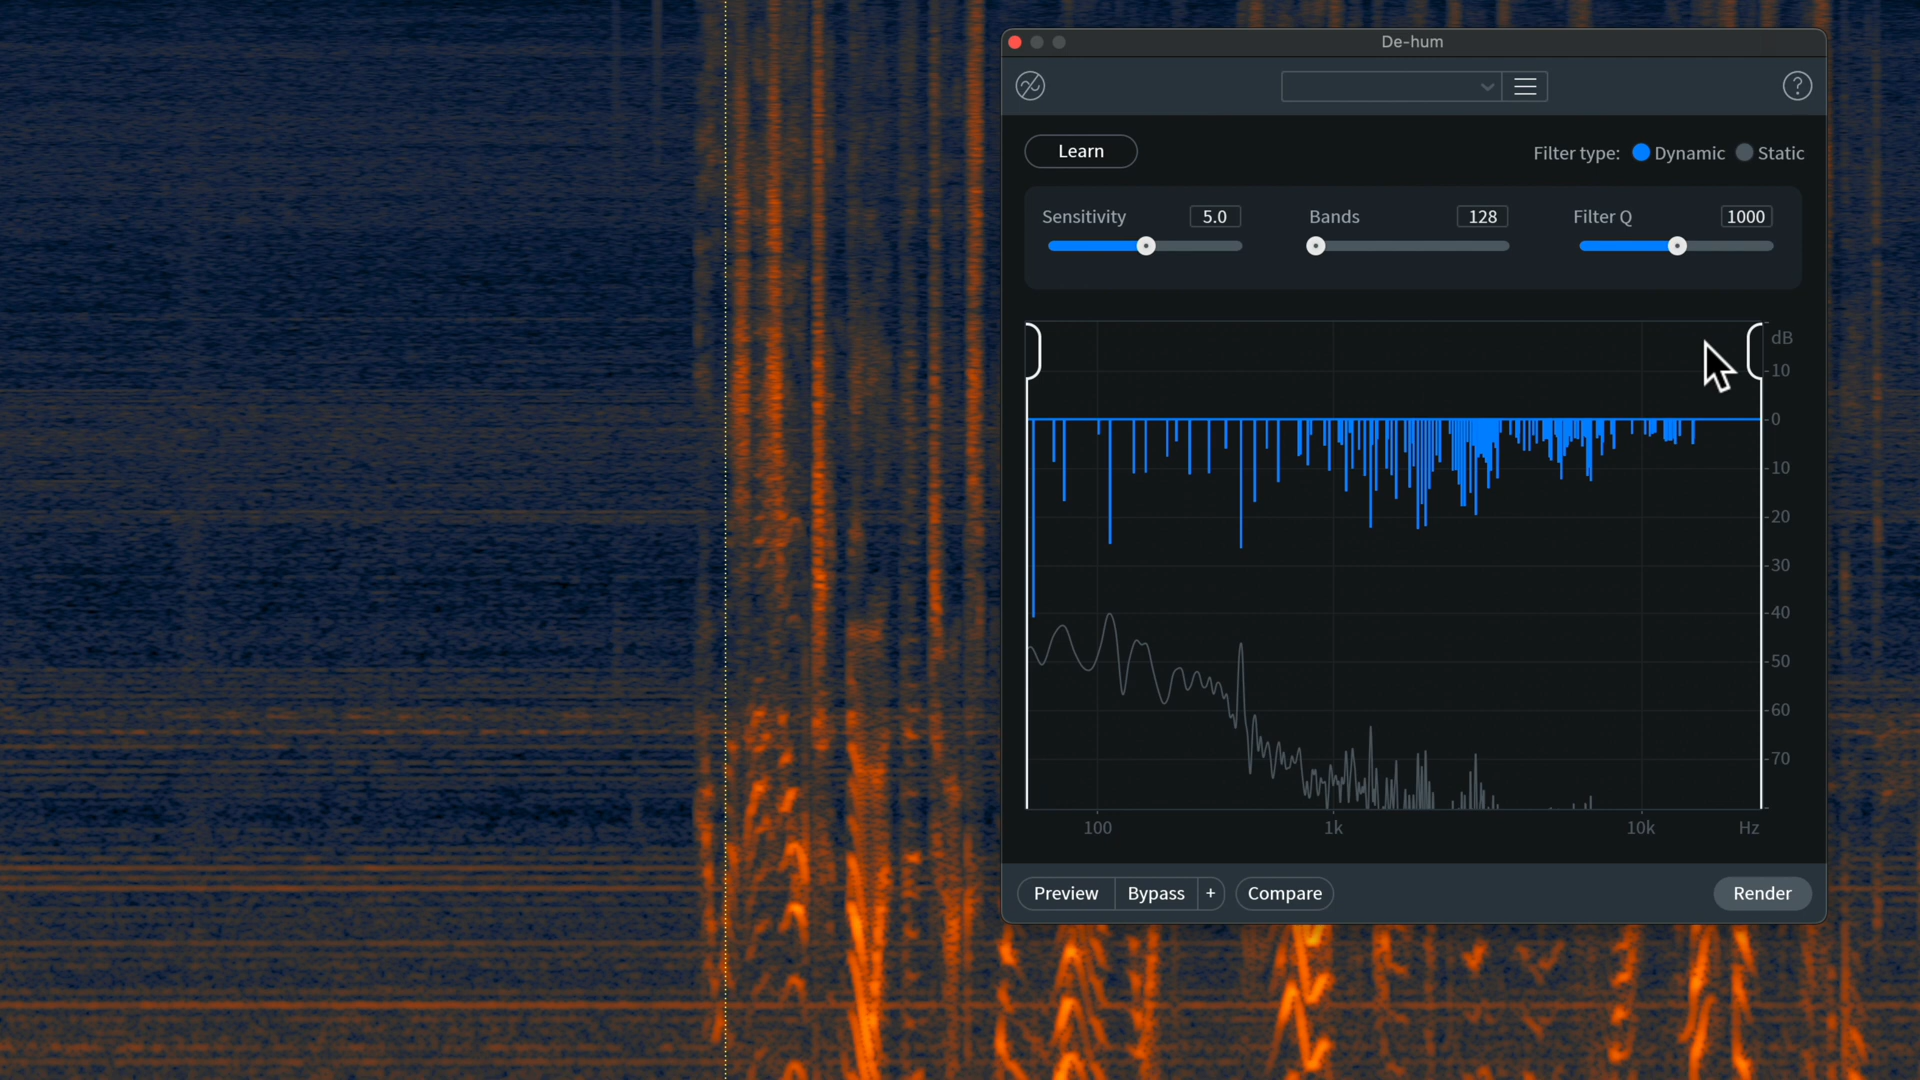 De-hum
?
Learn
Filter type: Dynamic Static
Sensitivity 5.0 Bands 128 Filter Q 1000
dB
-10
-0
-10
-20
-30
-40
-50
-60
-70
100 1k 10k Hz
Preview Bypass + Compare Render